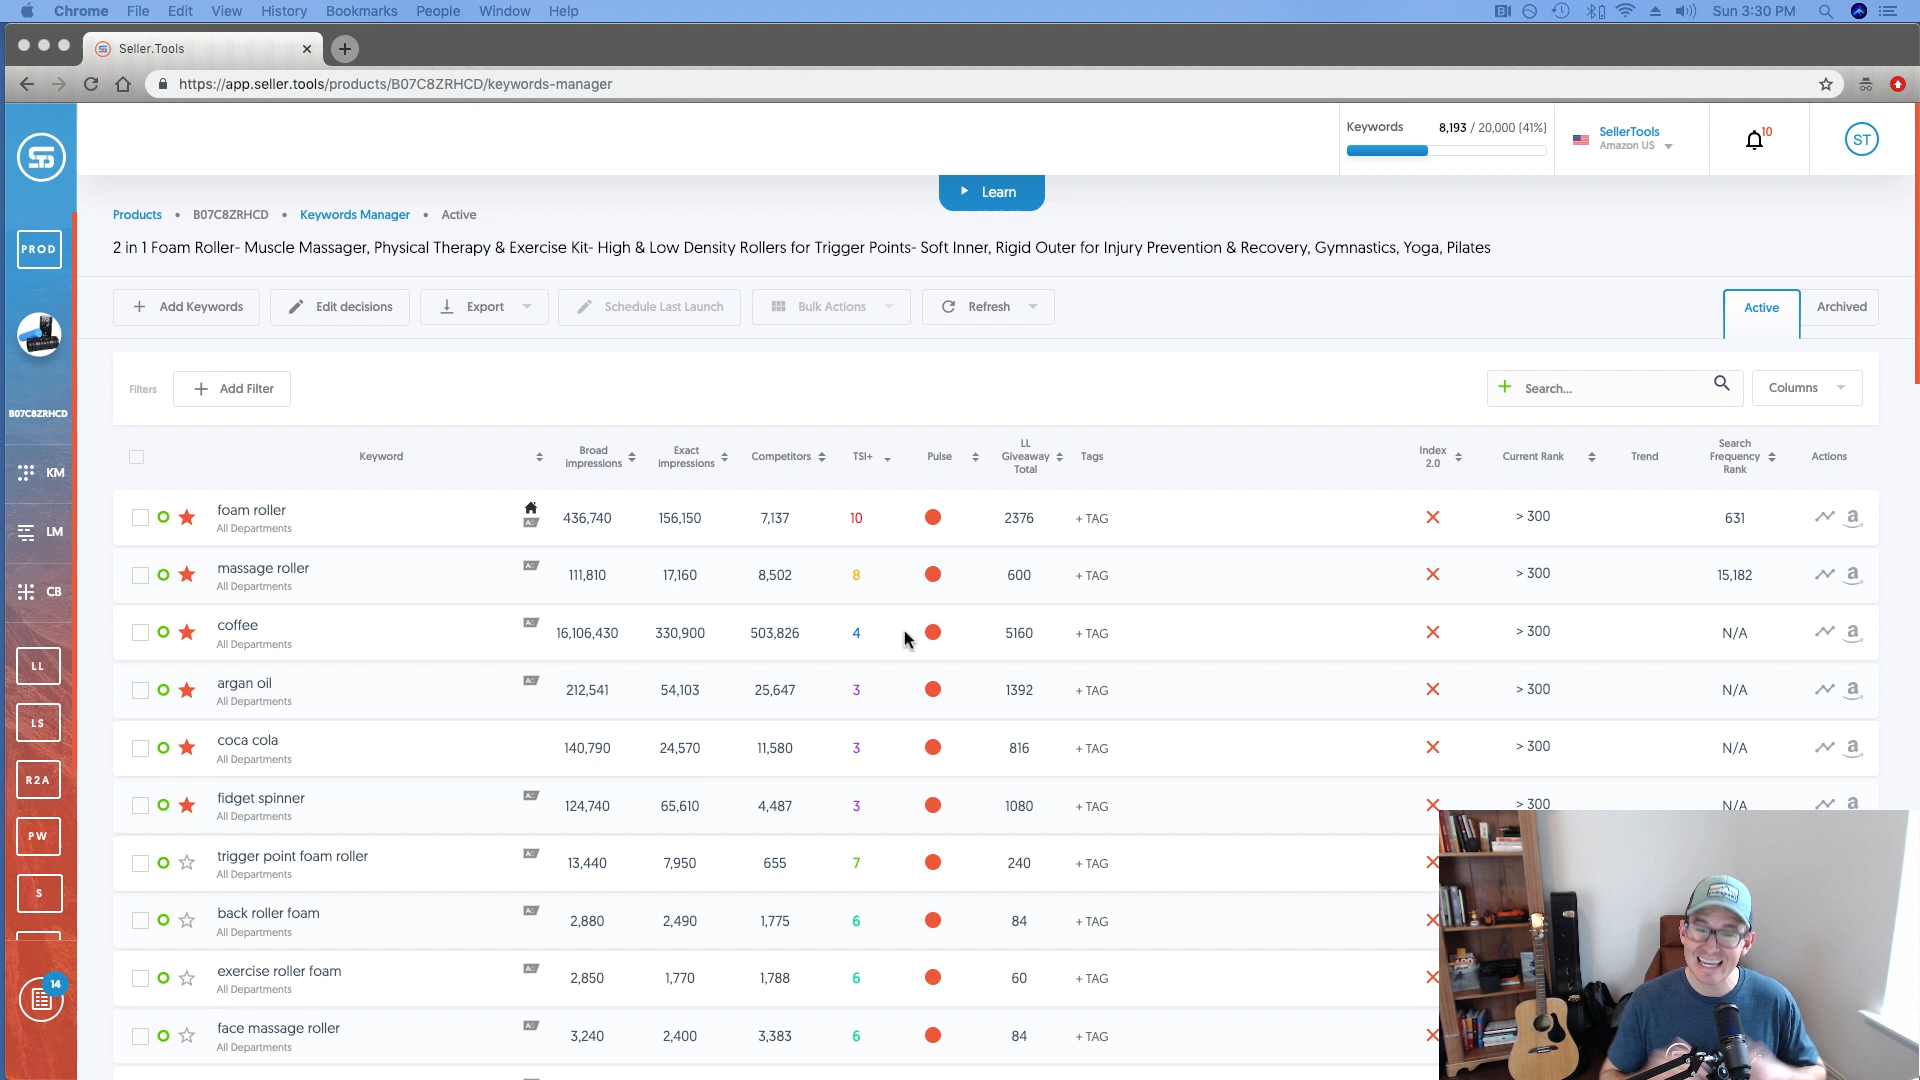 Chrome File Edit View History Bookmarks People Window Help Sun 3:30 PM
Seller.Tools
https://app.seller.tools/products/B07C8ZRHCD/keywords-manager
Keywords 8,193 / 20,000 (41%)
SellerTools
Amazon US
10
ST
Learn
Products • B07C8ZRHCD • Keywords Manager • Active
2 in 1 Foam Roller- Muscle Massager, Physical Therapy & Exercise Kit- High & Low Density Rollers for Trigger Points- Soft Inner, Rigid Outer for Injury Prevention & Recovery, Gymnastics, Yoga, Pilates
Add Keywords Edit decisions Export Schedule Last Launch Bulk Actions Refresh Active Archived
Filters Add Filter Search... Columns
Keyword Broad impressions Exact impressions Competitors TSI+ Pulse LL Giveaway Total Tags Index 2.0 Current Rank Trend Search Frequency Rank Actions
foam roller 436,740 156,150 7,137 10 2376 + TAG > 300 631
All Departments
massage roller 111,810 17,160 8,502 8 600 + TAG > 300 15,182
All Departments
coffee 16,106,430 330,900 503,826 4 5160 + TAG > 300 N/A
All Departments
argan oil 212,541 54,103 25,647 3 1392 + TAG > 300 N/A
All Departments
coca cola 140,790 24,570 11,580 3 816 + TAG > 300 N/A
All Departments
fidget spinner 124,740 65,610 4,487 3 1080 + TAG > 300 N/A
All Departments
trigger point foam roller 13,440 7,950 655 7 240 + TAG
All Departments
back roller foam 2,880 2,490 1,775 6 84 + TAG
All Departments
exercise roller foam 2,850 1,770 1,788 6 60 + TAG
All Departments
face massage roller 3,240 2,400 3,383 6 84 + TAG
All Departments
PROD
B07C8ZRHCD
KM
LM
CB
LL
LS
R2A
PW
S
14